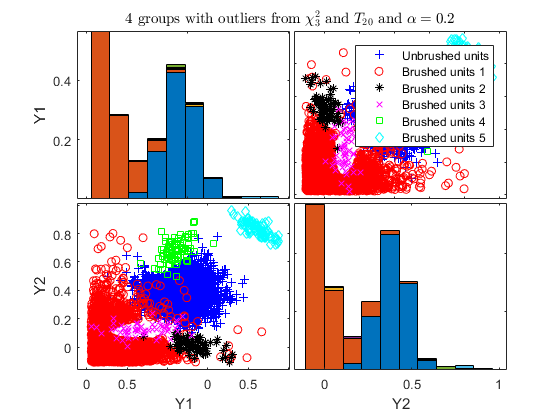 4 groups with outliers from χ₃² and T₂₀ and α = 0.2
Y1
0.4
0.2
Unbrushed units
Brushed units 1
Brushed units 2
Brushed units 3
Brushed units 4
Brushed units 5
Y2
0.8
0.6
0.4
0.2
0
0 0.5 0 0.5
Y1
0 0.5 1
Y2